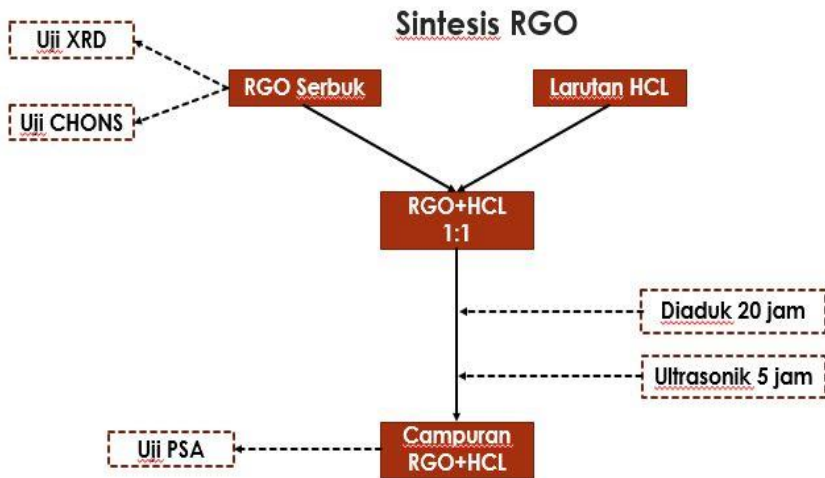 Sintesis RGO
Uji XRD
RGO Serbuk
Larutan HCL
Uji CHONS
RGO+HCL
1:1
Diaduk 20 jam
Ultrasonik 5 jam
Campuran
RGO+HCL
Uji PSA